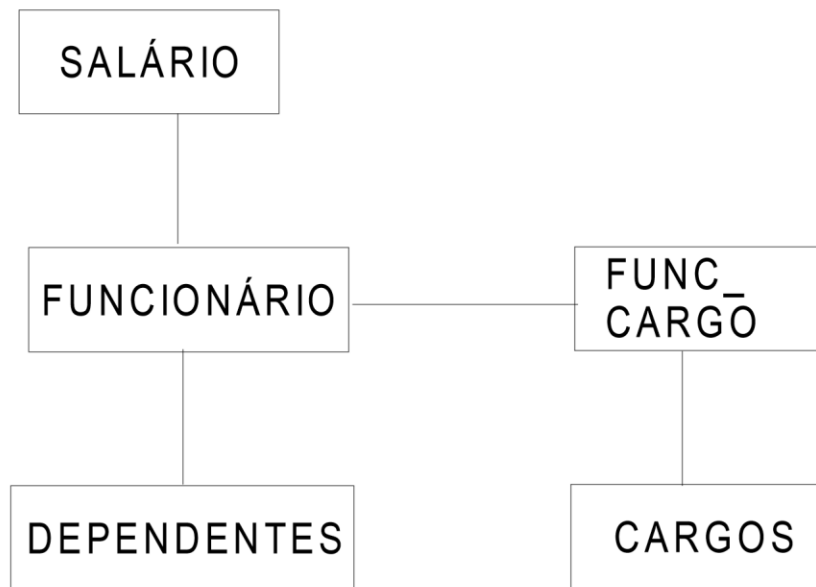 SALÁRIO
FUNCIONÁRIO
FUNC_
CARGO
DEPENDENTES
CARGOS